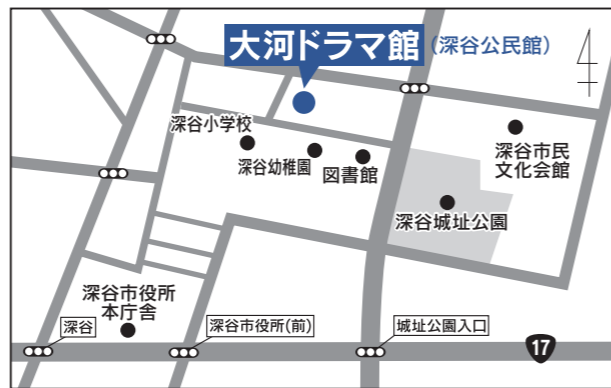 大河ドラマ館 (深谷公民館)
深谷小学校
深谷幼稚園
図書館
深谷市民
文化会館
深谷城址公園
深谷市役所
本庁舎
深谷
深谷市役所(前)
城址公園入口
17